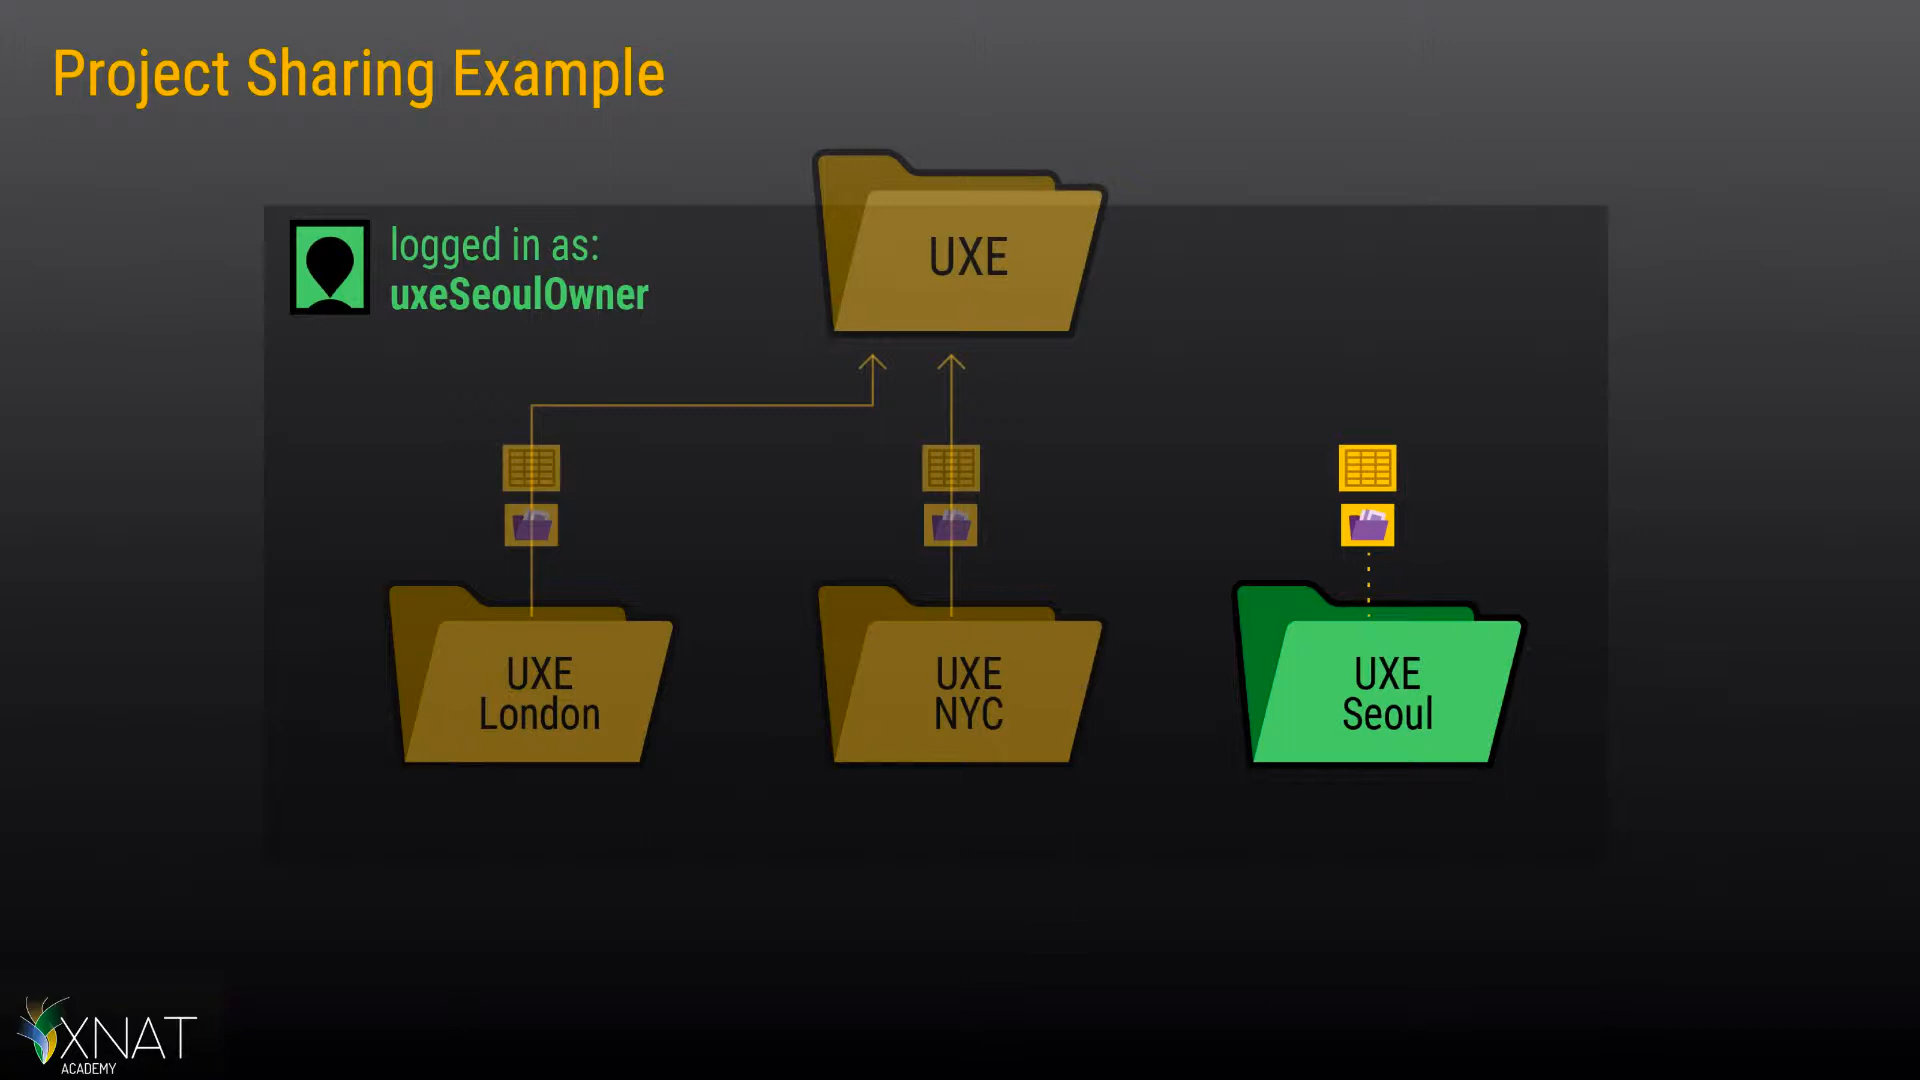 Project Sharing Example
logged in as:
uxeSeoulOwner
UXE
UXE
London
UXE
NYC
UXE
Seoul
XNAT
ACADEMY